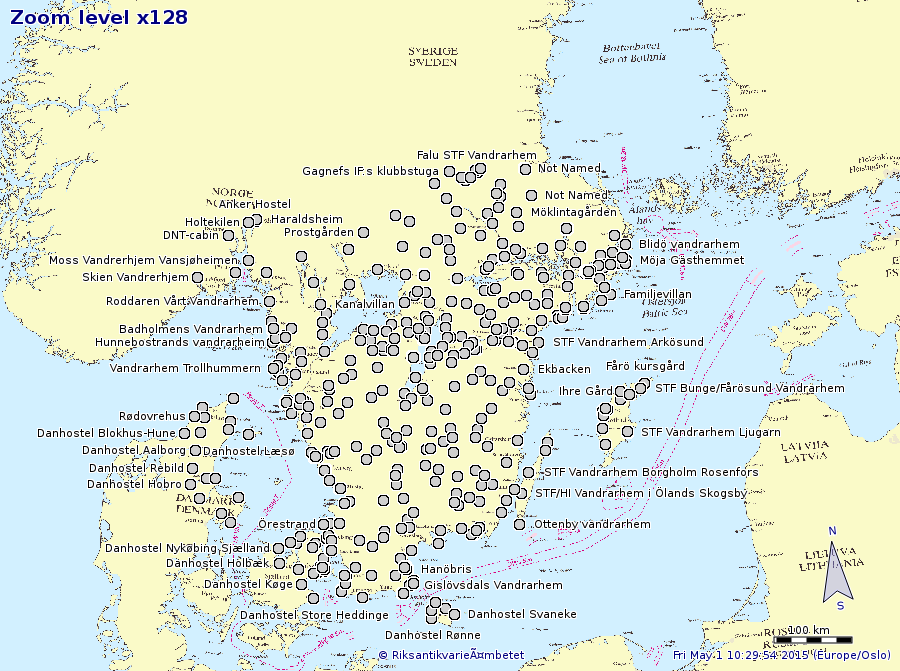 Zoom level x128
SVERIGE
SWEDEN
Bottenhavet
Sea of Bothnia
Falu STF Vandrarhem
Gagnefs IF:s klubbstuga
Not Named
Not Named
NORGE
Anker Hostel
Holtekilen
Haraldsheim
Möklintagården
DNT-cabin
Prostgården
Ålands
hav
Blidö vandrarhem
Moss Vandrerhjem Vansjøheimen
Möja Gästhemmet
Skien Vandrerhjem
Roddaren Vårt Vandrarhem
Kanalvillan
Familjevillan
Baltic Sea
Badholmens Vandrarhem
Hunnebostrands vandrarheim
STF Vandrarhem Arkösund
Vandrarhem Trollhummern
Ekbacken
Fårö kursgård
Ihre Gård
STF Bunge/Fårösund Vandrarhem
Rødovrehus
Danhostel Blokhus-Hune
STF Vandrarhem Ljugarn
Danhostel Aalborg
Danhostel Læsø
LATVIJA
LATVIA
Danhostel Rebild
STF Vandrarhem Borgholm Rosenfors
Danhostel Hobro
STF/HI Vandrarhem i Ölands Skogsby
DANMARK
DENMARK
Örestrand
Ottenby vandrarhem
N
Danhostel Nykøbing Sjælland
LIETUVA
LITHUANIA
Danhostel Holbæk
Hanöbris
Danhostel Køge
Gislövsdals Vandrarhem
S
Danhostel Store Heddinge
Danhostel Svaneke
Danhostel Rønne
100 km
© RiksantikvarieÃ¤mbetet
Fri May 1 10:29:54 2015 (Europe/Oslo)